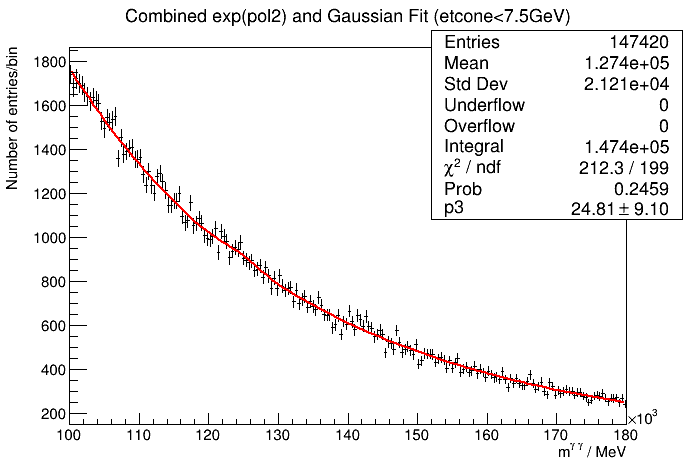 Combined exp(pol2) and Gaussian Fit (etcone<7.5GeV)
Entries 147420
Mean 1.274e+05
Std Dev 2.121e+04
Underflow 0
Overflow 0
Integral 1.474e+05
χ² / ndf 212.3 / 199
Prob 0.2459
p3 24.81 ± 9.10
Number of entries/bin
1800
1600
1400
1200
1000
800
600
400
200
100 110 120 130 140 150 160 170 180
×10³
m^γγ / MeV